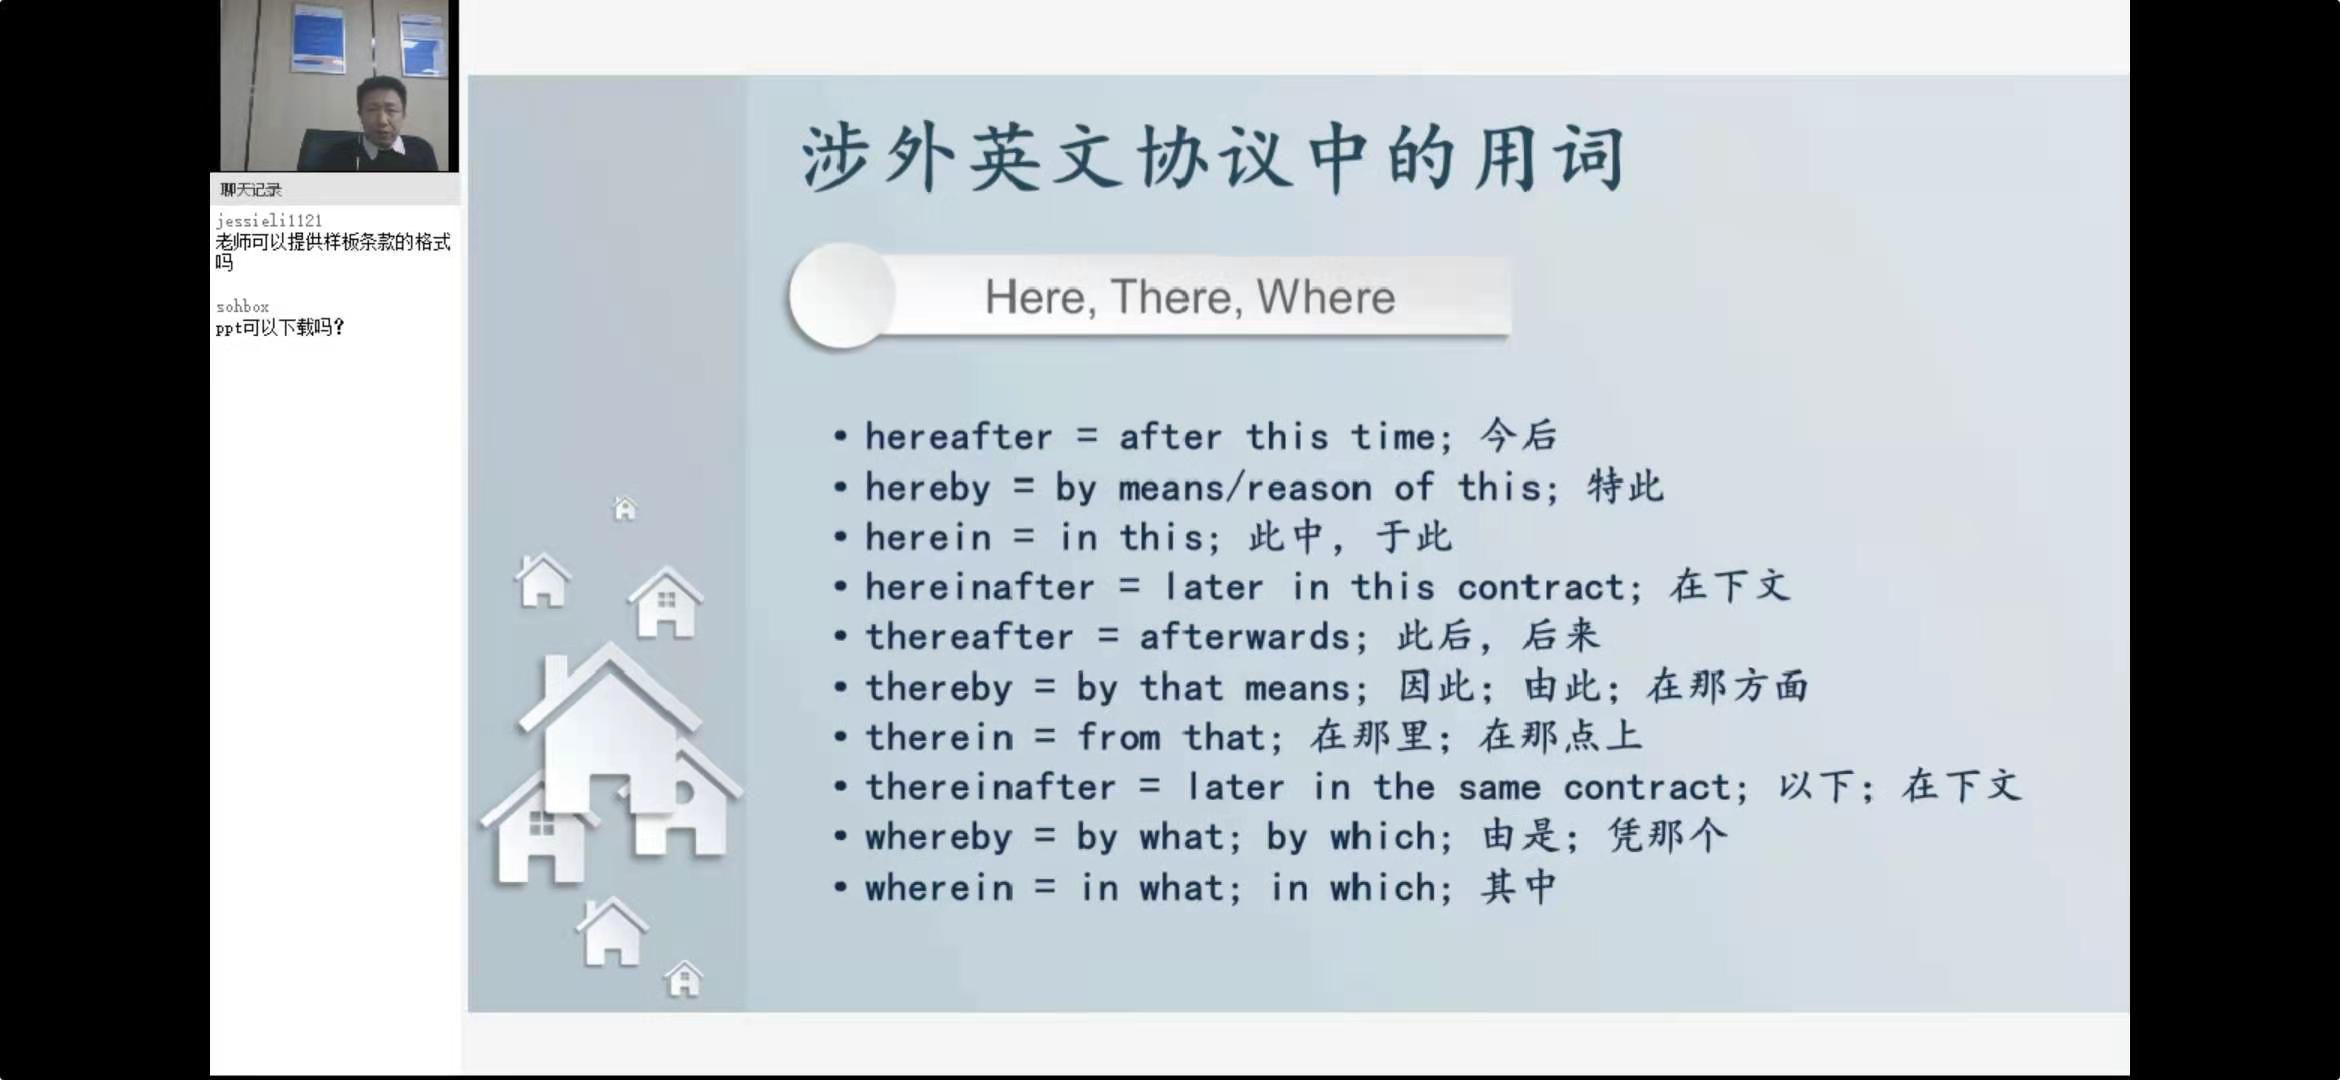 聊天记录
jessieli1121
老师可以提供样板条款的格式
吗
sohbox
ppt可以下载吗?
涉外英文协议中的用词
Here, There, Where
• hereafter = after this time; 今后
• hereby = by means/reason of this; 特此
• herein = in this; 此中, 于此
• hereinafter = later in this contract; 在下文
• thereafter = afterwards; 此后, 后来
• thereby = by that means; 因此; 由此; 在那方面
• therein = from that; 在那里; 在那点上
• thereinafter = later in the same contract; 以下; 在下文
• whereby = by what; by which; 由是; 凭那个
• wherein = in what; in which; 其中